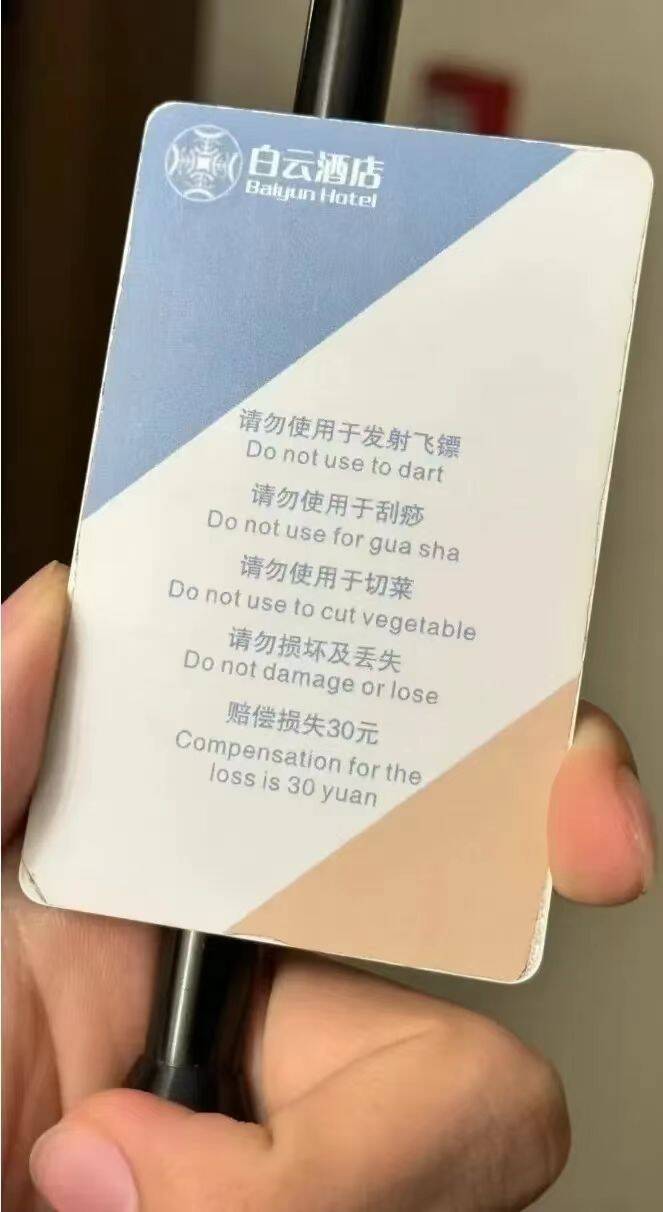 白云酒店
Baiyun Hotel
请勿使用于发射飞镖
Do not use to dart
请勿使用于刮痧
Do not use for gua sha
请勿使用于切菜
Do not use to cut vegetable
请勿损坏及丢失
Do not damage or lose
赔偿损失30元
Compensation for the
loss is 30 yuan